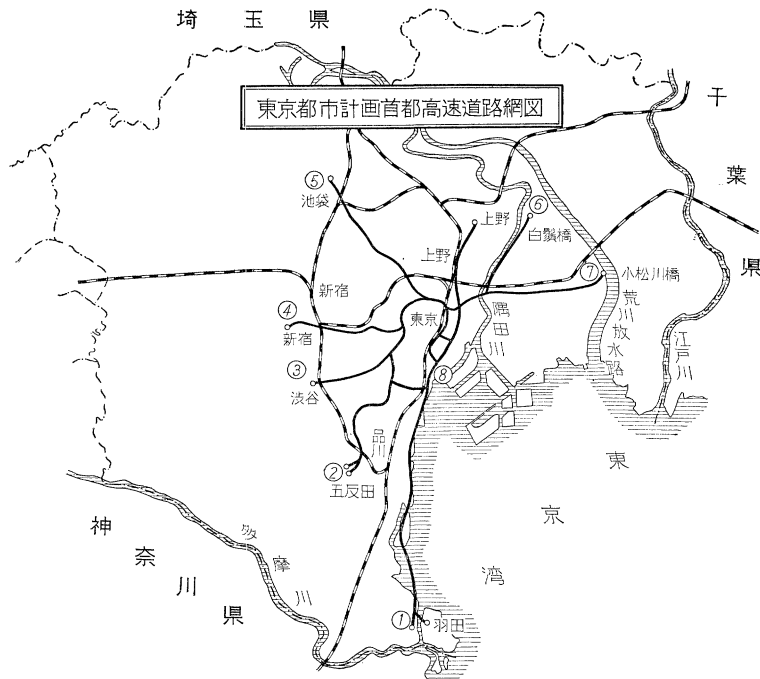 埼玉県
東京都市計画首都高速道路網図
千葉県
⑤
池袋
上野
⑥
白鬚橋
上野
⑦
小松川橋
新宿
④
新宿
東京
隅田川
荒川放水路
江戸川
③
渋谷
⑧
品川
②
五反田
東京湾
神奈川県
多摩川
①
羽田